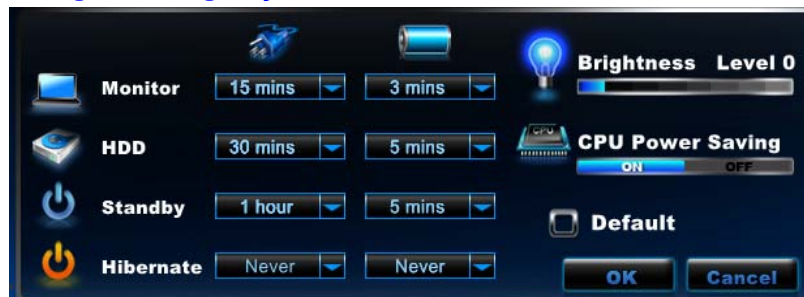 Brightness Level 0
Monitor 15 mins 3 mins
CPU
HDD 30 mins 5 mins
CPU Power Saving
ON OFF
Standby 1 hour 5 mins
Default
Hibernate Never Never
OK Cancel